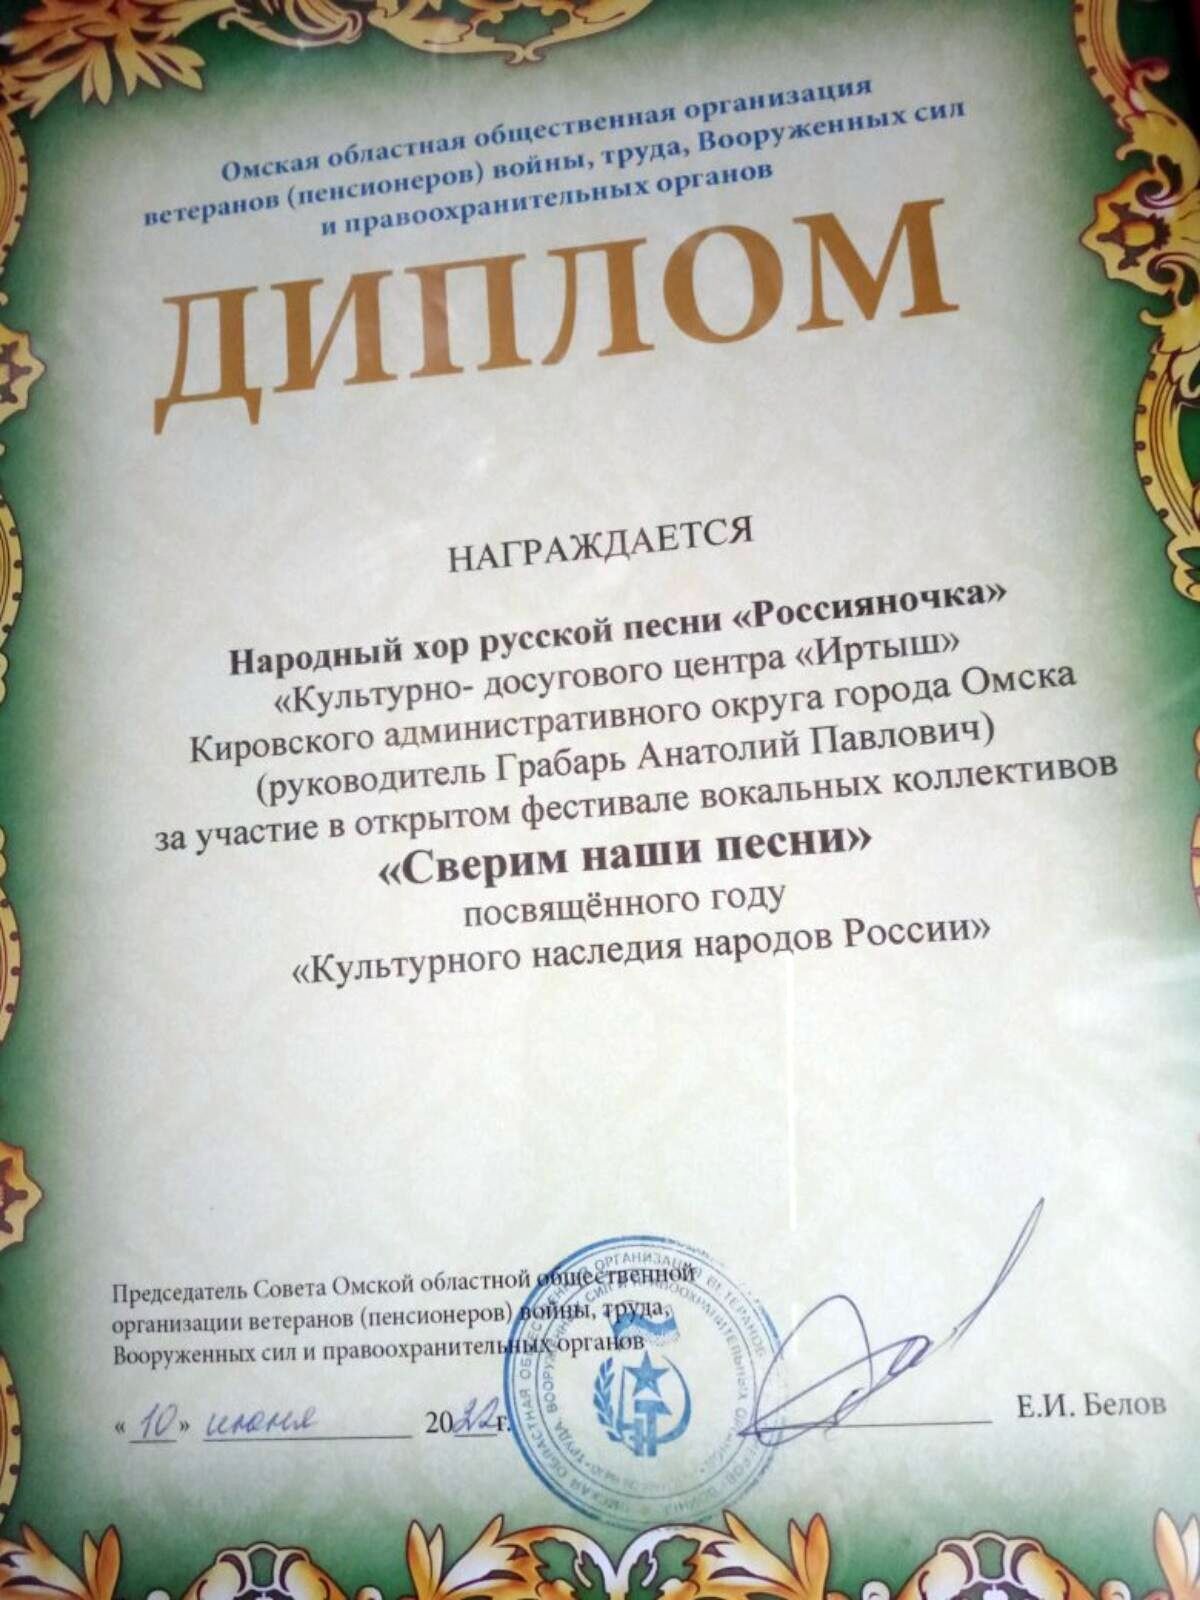 Омская областная общественная организация
ветеранов (пенсионеров) войны, труда, Вооруженных сил
и правоохранительных органов
ДИПЛОМ
НАГРАЖДАЕТСЯ
Народный хор русской песни «Россияночка»
«Культурно- досугового центра «Иртыш»
Кировского административного округа города Омска
(руководитель Грабарь Анатолий Павлович)
за участие в открытом фестивале вокальных коллективов
«Сверим наши песни»
посвящённого году
«Культурного наследия народов России»
Председатель Совета Омской областной общественной
организации ветеранов (пенсионеров) войны, труда,
Вооруженных сил и правоохранительных органов
«10» июня 2022г.
Е.И. Белов